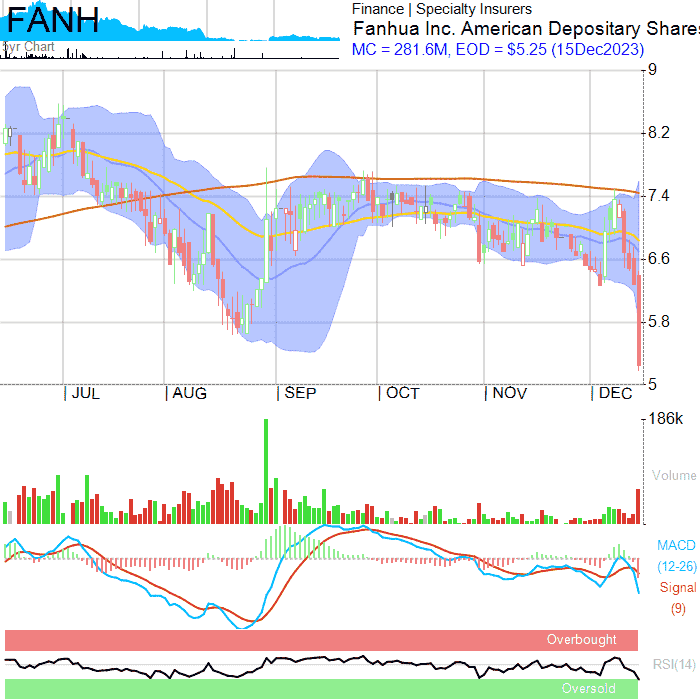 FANH
5yr Chart
Finance | Specialty Insurers
Fanhua Inc. American Depositary Shares
MC = 281.6M, EOD = $5.25 (15Dec2023)
9
8.2
7.4
6.6
5.8
5
JUL AUG SEP OCT NOV DEC
186k
Volume
MACD
(12-26)
Signal
(9)
Overbought
RSI(14)
Oversold